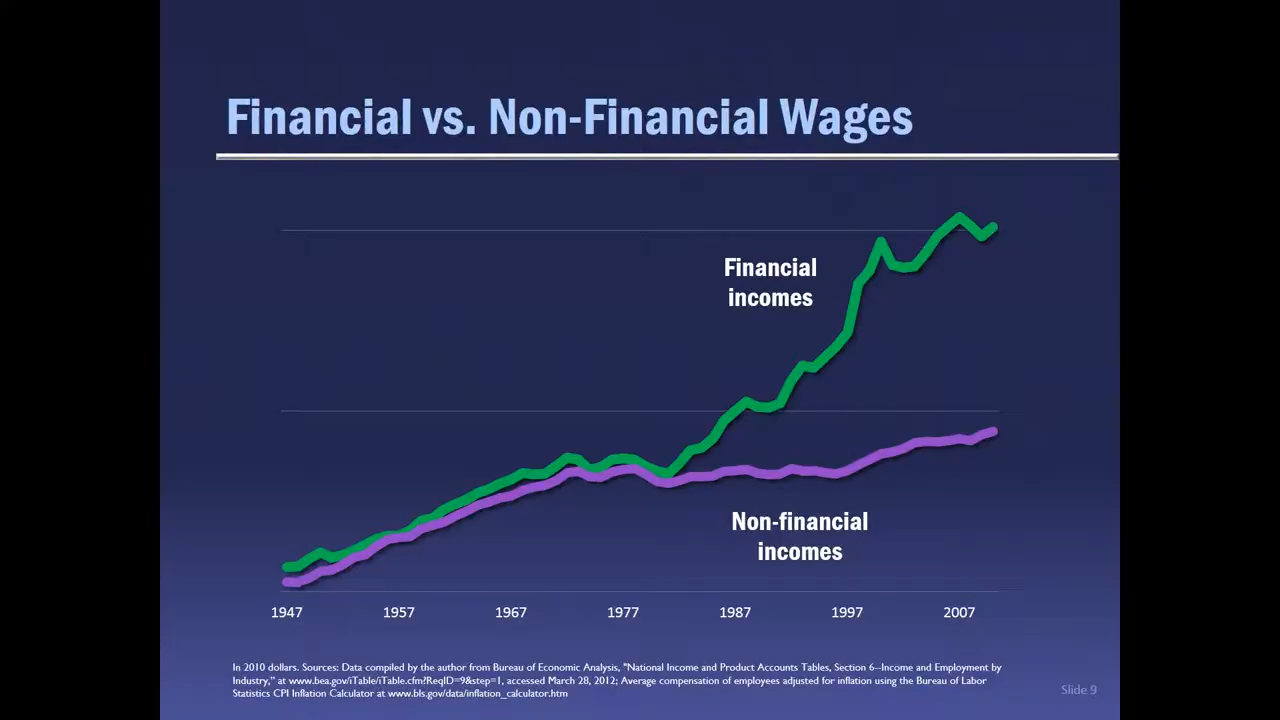 Financial vs. Non-Financial Wages
Financial
incomes
Non-financial
incomes
1947 1957 1967 1977 1987 1997 2007
In 2010 dollars. Sources: Data compiled by the author from Bureau of Economic Analysis, "National Income and Product Accounts Tables, Section 6--Income and Employment by
Industry," at www.bea.gov/iTable/iTable.cfm?ReqID=9&step=1, accessed March 28, 2012; Average compensation of employees adjusted for inflation using the Bureau of Labor
Statistics CPI Inflation Calculator at www.bls.gov/data/inflation_calculator.htm
Slide 9